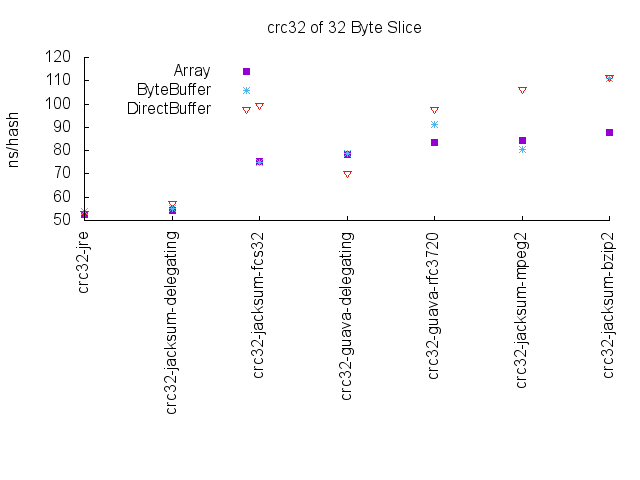 crc32 of 32 Byte Slice
ns/hash
120
110
100
90
80
70
60
50
Array
ByteBuffer
DirectBuffer
crc32-jre
crc32-jacksum-delegating
crc32-jacksum-fcs32
crc32-guava-delegating
crc32-guava-rfc3720
crc32-jacksum-mpeg2
crc32-jacksum-bzip2